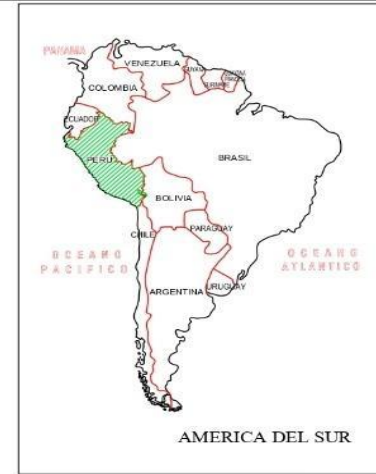 PANAMA
VENEZUELA
COLOMBIA
ECUADOR
PERU
BRASIL
BOLIVIA
PARAGUAY
CHILE
OCEANO
PACIFICO
OCEANO
ATLANTICO
ARGENTINA
URUGUAY
AMERICA DEL SUR